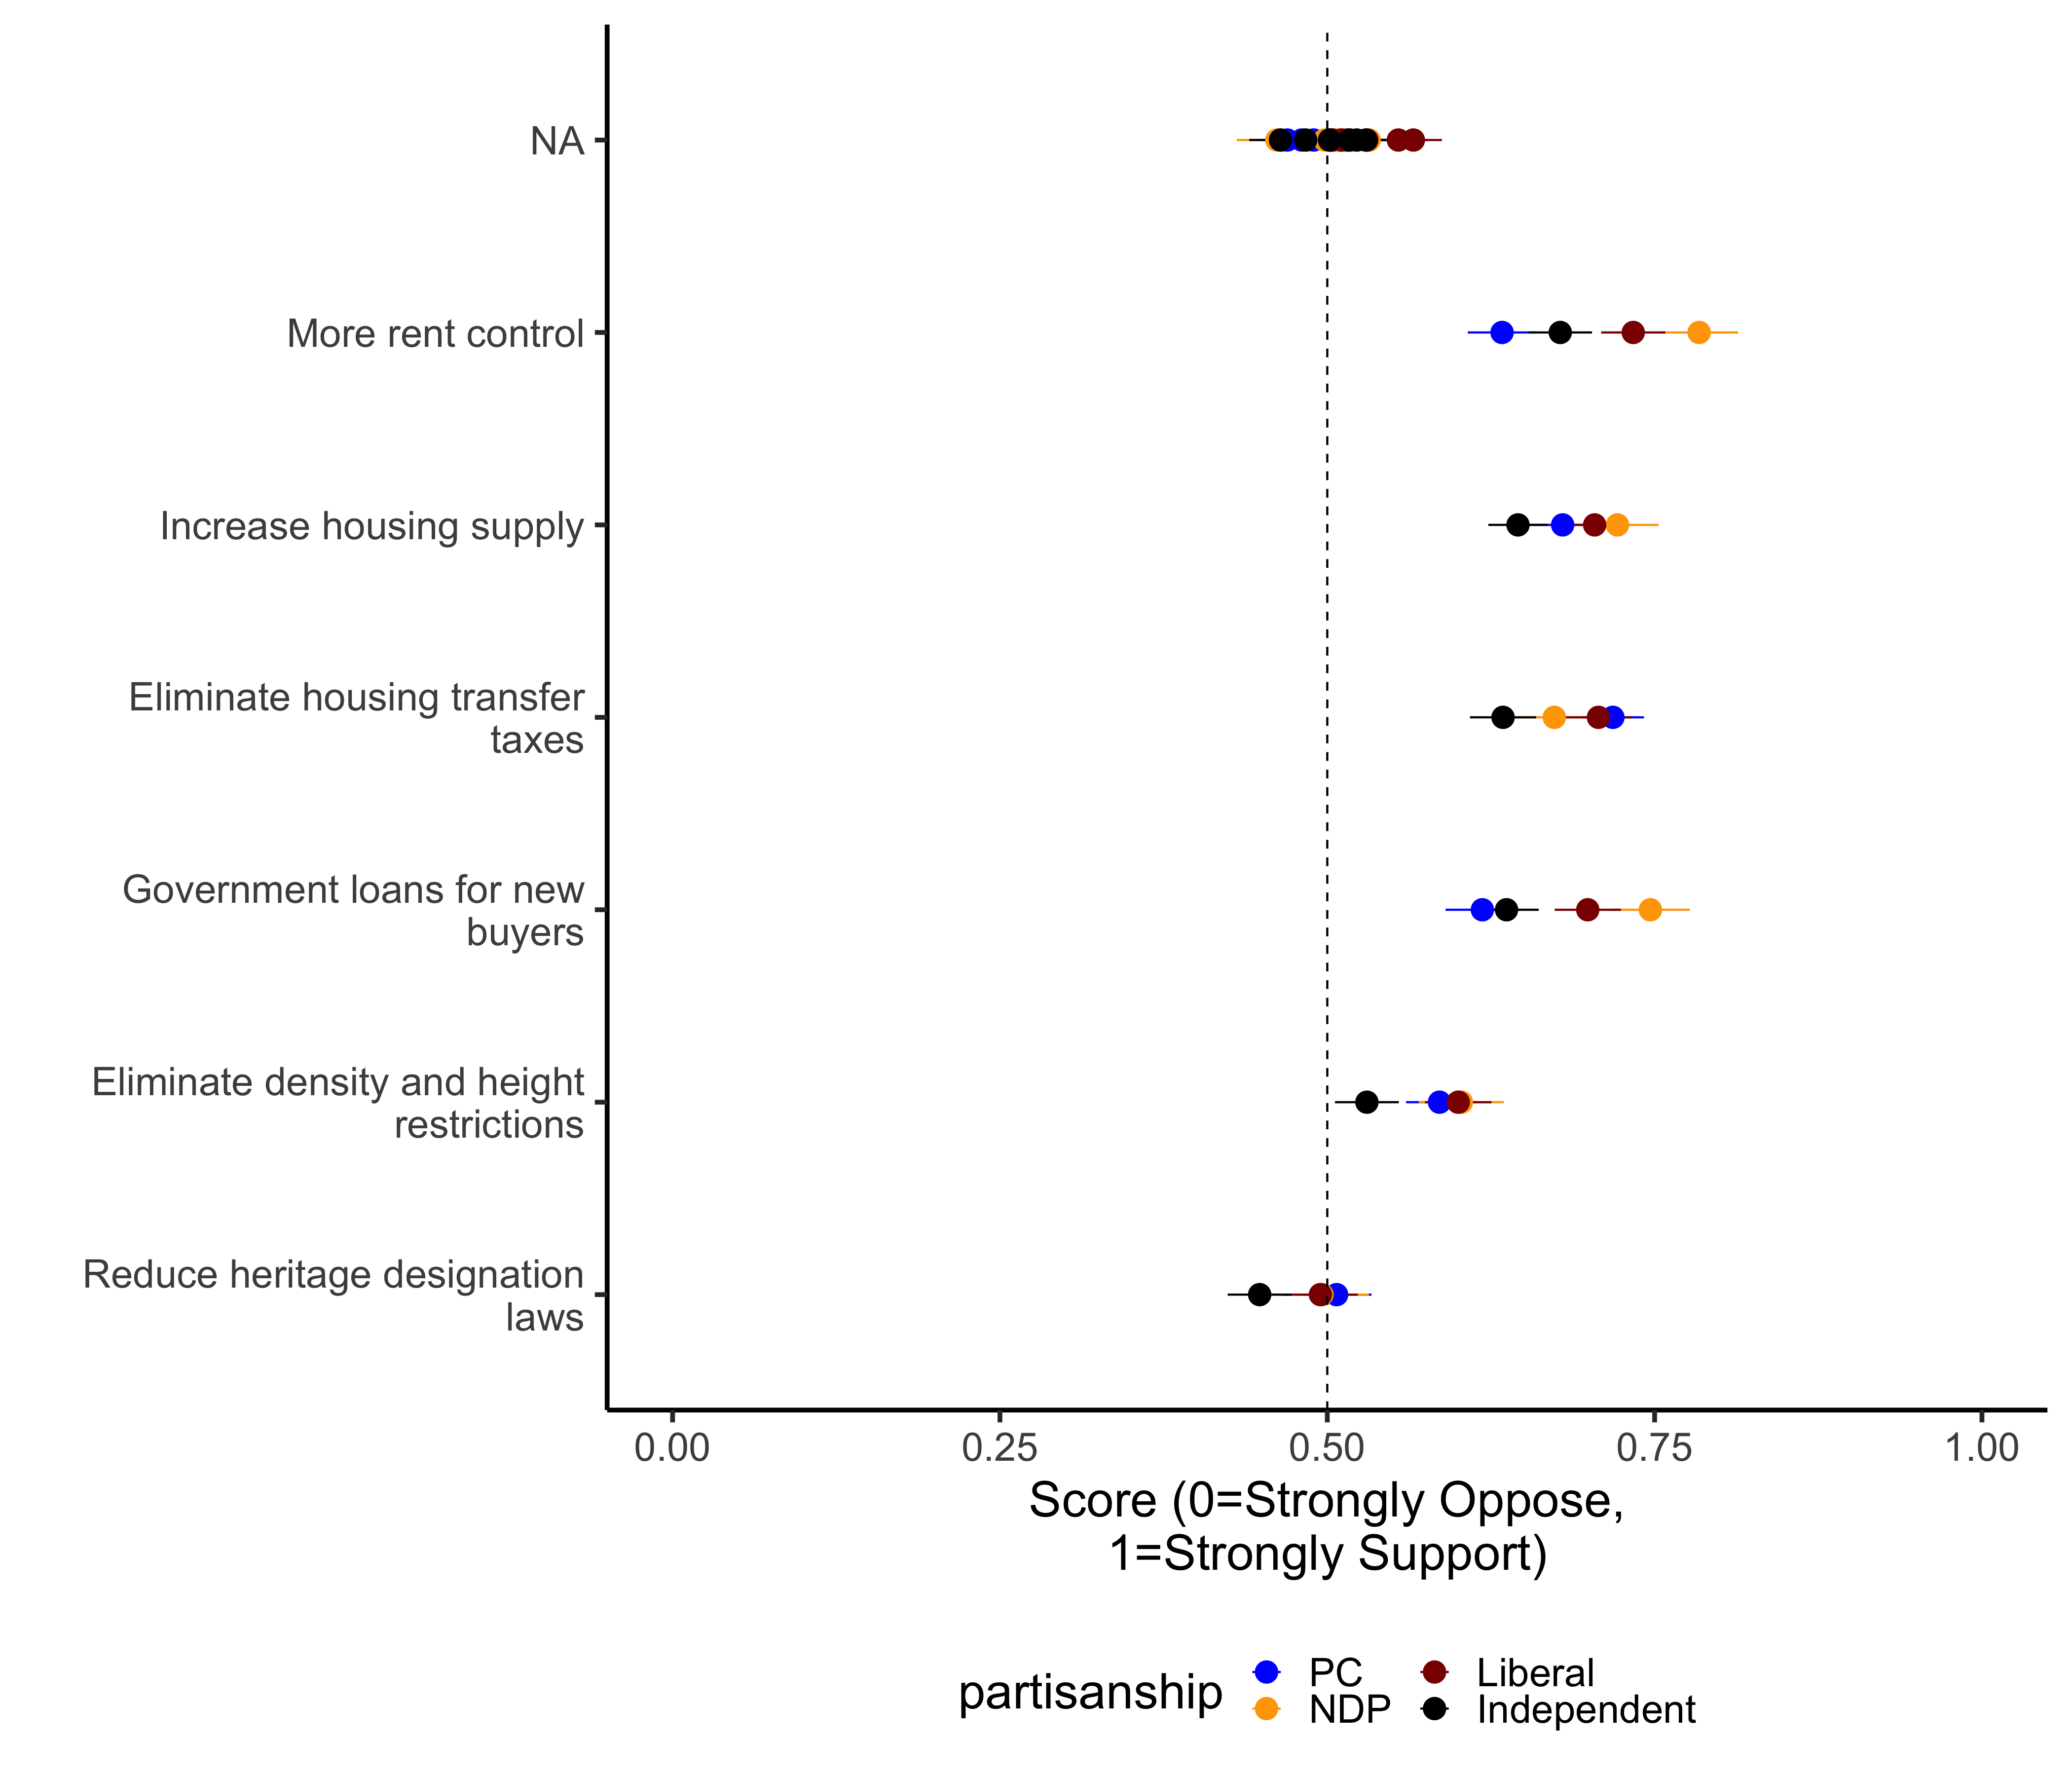 NA
More rent control
Increase housing supply
Eliminate housing transfer
taxes
Government loans for new
buyers
Eliminate density and height
restrictions
Reduce heritage designation
laws
0.00 0.25 0.50 0.75 1.00
Score (0=Strongly Oppose,
1=Strongly Support)
partisanship
PC Liberal
NDP Independent